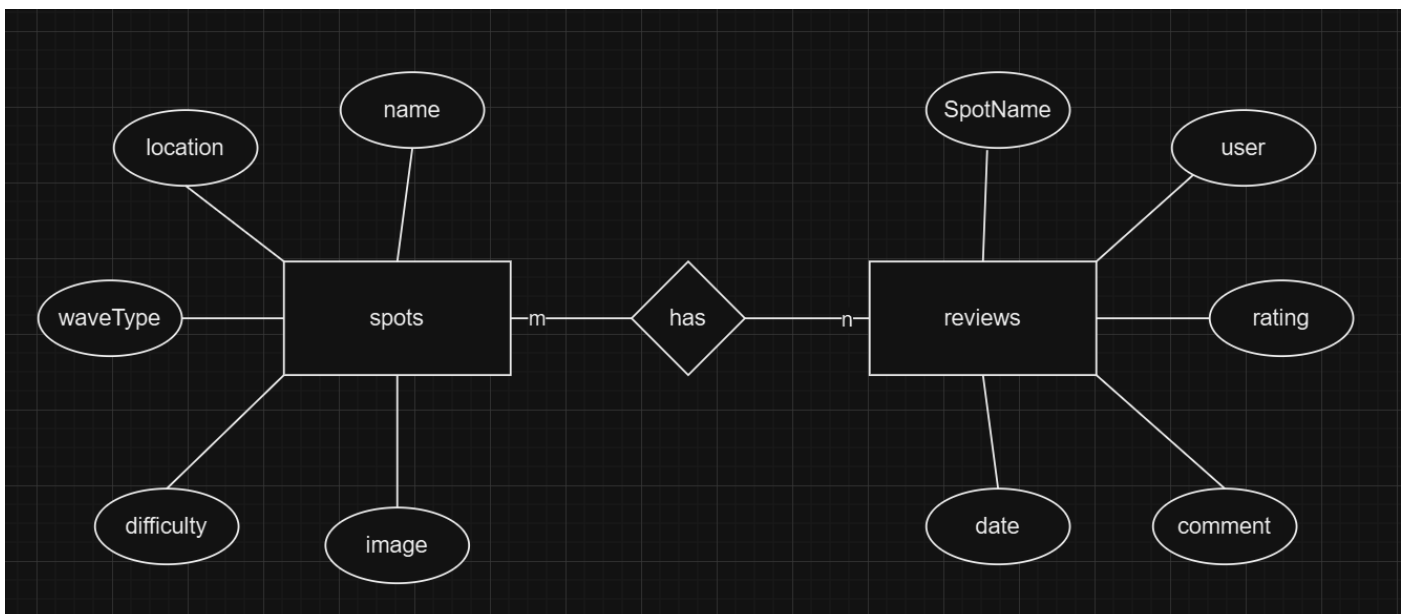 name
SpotName
location
user
waveType
spots
m
has
n
reviews
rating
difficulty
image
date
comment